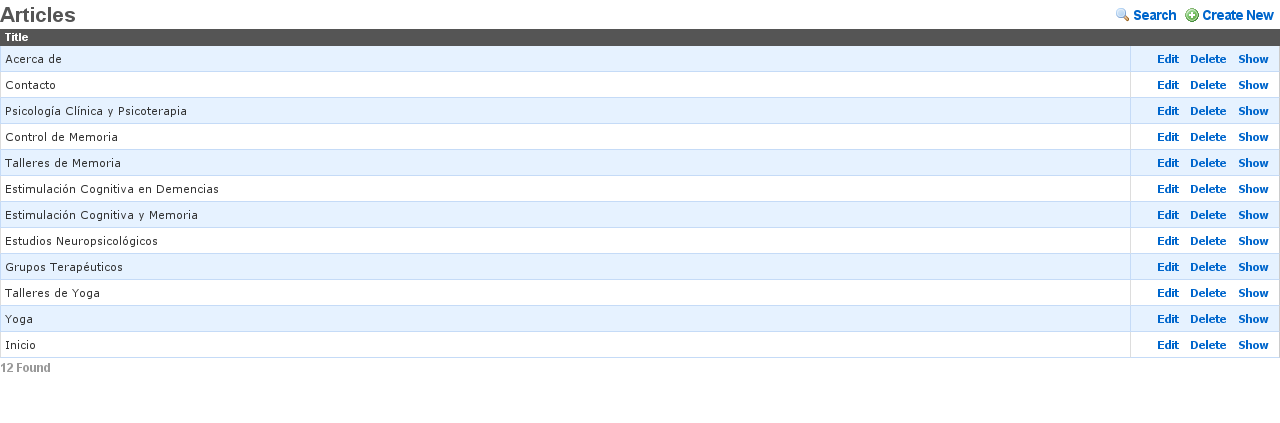 Articles Search Create New
Title
Acerca de Edit Delete Show
Contacto Edit Delete Show
Psicología Clínica y Psicoterapia Edit Delete Show
Control de Memoria Edit Delete Show
Talleres de Memoria Edit Delete Show
Estimulación Cognitiva en Demencias Edit Delete Show
Estimulación Cognitiva y Memoria Edit Delete Show
Estudios Neuropsicológicos Edit Delete Show
Grupos Terapéuticos Edit Delete Show
Talleres de Yoga Edit Delete Show
Yoga Edit Delete Show
Inicio Edit Delete Show
12 Found